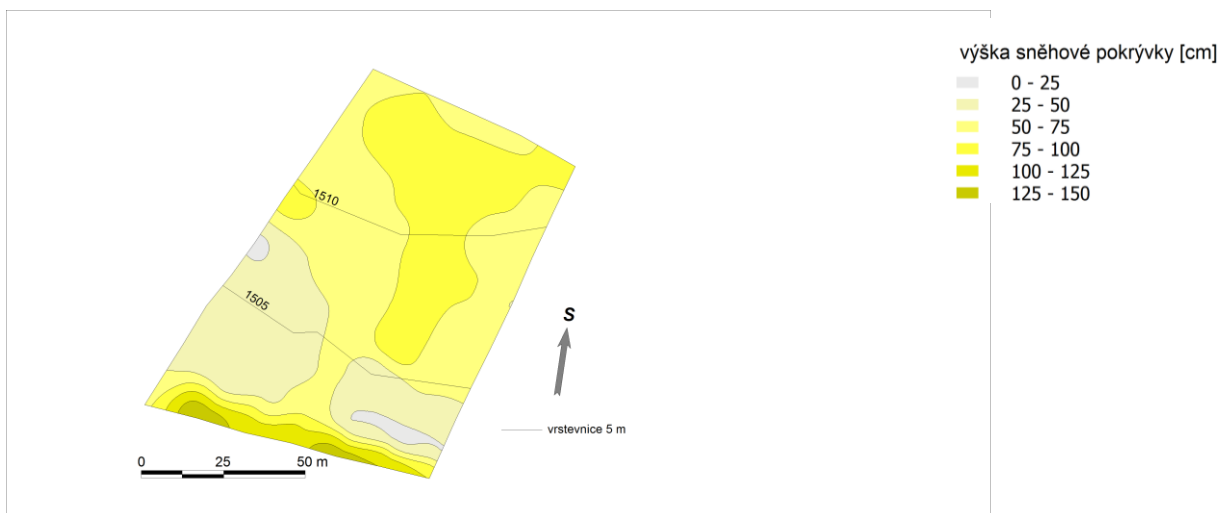 výška sněhové pokrývky [cm]
0 - 25
25 - 50
50 - 75
75 - 100
100 - 125
125 - 150
1510
1505
S
vrstevnice 5 m
0 25 50 m